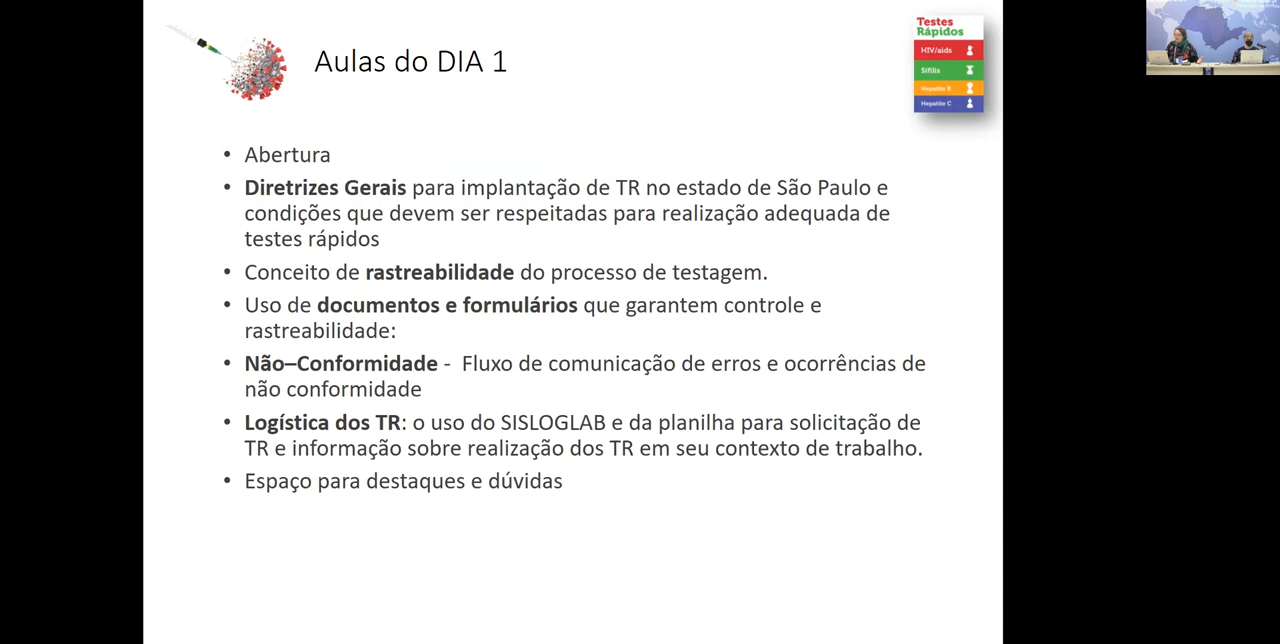 Aulas do DIA 1
Testes
Rápidos
HIV/aids
Sífilis
Hepatite B
Hepatite C
• Abertura
• Diretrizes Gerais para implantação de TR no estado de São Paulo e
condições que devem ser respeitadas para realização adequada de
testes rápidos
• Conceito de rastreabilidade do processo de testagem.
• Uso de documentos e formulários que garantem controle e
rastreabilidade:
• Não–Conformidade - Fluxo de comunicação de erros e ocorrências de
não conformidade
• Logística dos TR: o uso do SISLOGLAB e da planilha para solicitação de
TR e informação sobre realização dos TR em seu contexto de trabalho.
• Espaço para destaques e dúvidas